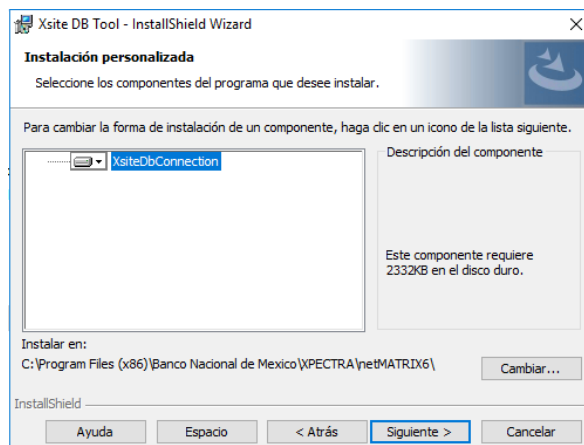 Xsite DB Tool - InstallShield Wizard
Instalación personalizada
Seleccione los componentes del programa que desee instalar.
Para cambiar la forma de instalación de un componente, haga clic en un icono de la lista siguiente.
XsiteDbConnection
Descripción del componente
Este componente requiere
2332KB en el disco duro.
Instalar en:
C:\Program Files (x86)\Banco Nacional de Mexico\XPECTRA\netMATRIX6\
Cambiar...
InstallShield
Ayuda
Espacio
< Atrás
Siguiente >
Cancelar